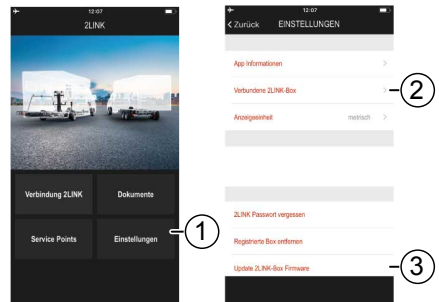 12:07
2LINK
Verbindung 2LINK
Dokumente
Service Points
Einstellungen
1
12:07
Zurück
EINSTELLUNGEN
App Informationen
Verbundene 2LINK-Box
2
Anzeigeeinheit
metrisch
2LINK Passwort vergessen
Registrierte Box entfernen
Update 2LINK-Box Firmware
3